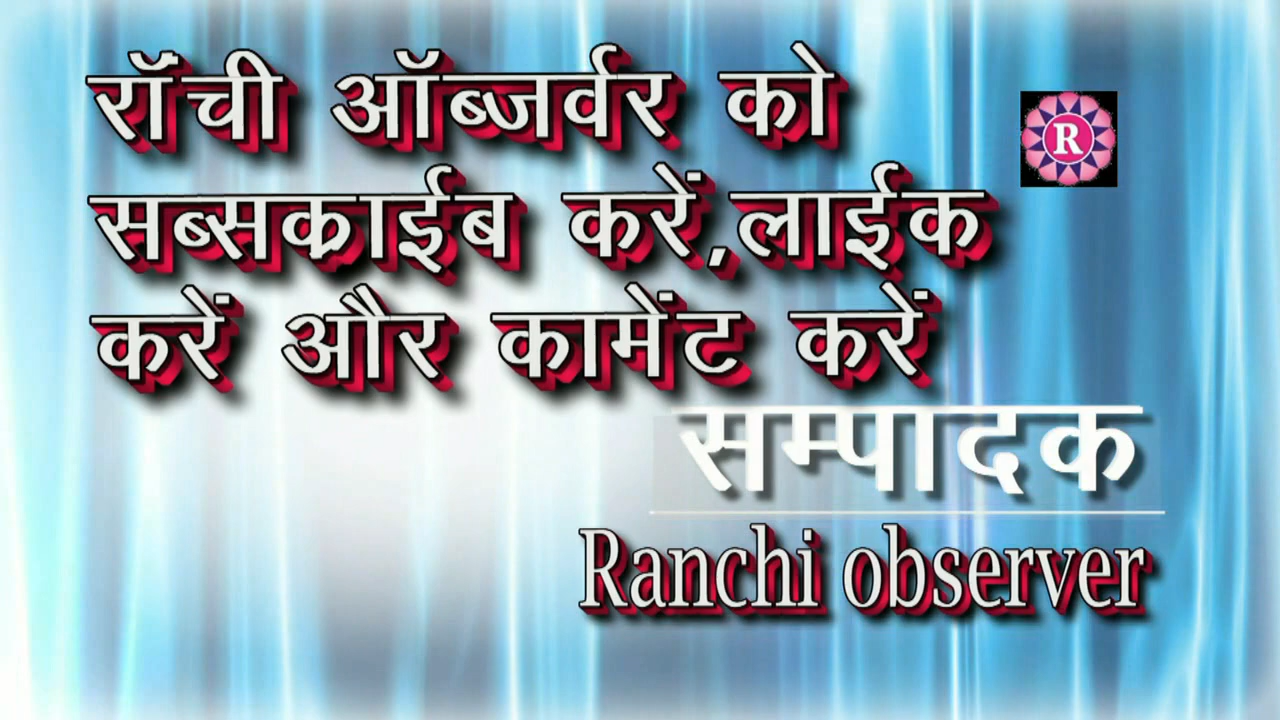 रॉंची ऑब्जर्वर को
सब्सक्राईब करें,लाईक
करें और कामेंट करें
सम्पादक
Ranchi observer
R